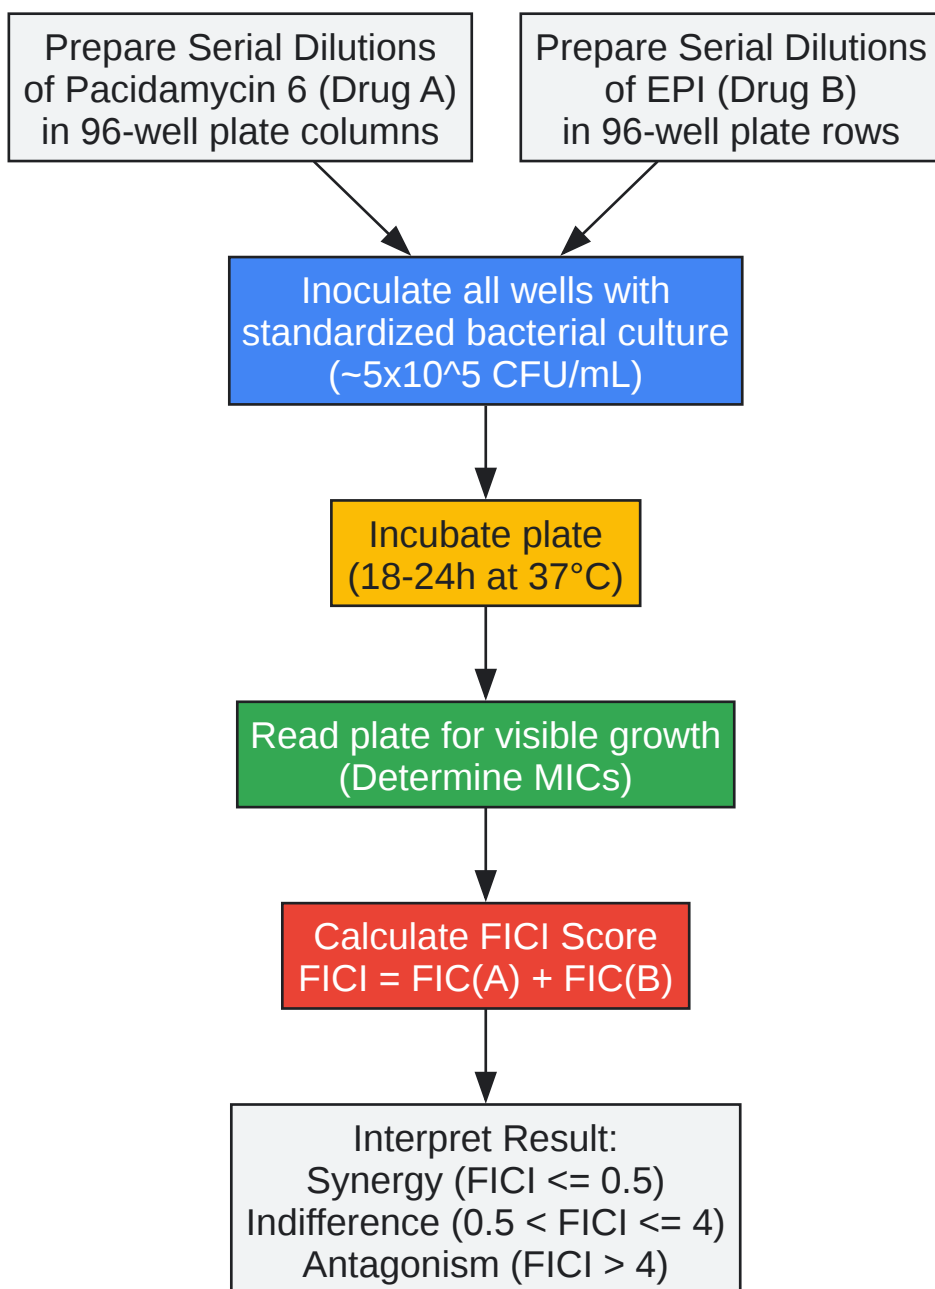 Prepare Serial Dilutions
of Pacidamycin 6 (Drug A)
in 96-well plate columns
Prepare Serial Dilutions
of EPI (Drug B)
in 96-well plate rows
Inoculate all wells with
standardized bacterial culture
(~5x10^5 CFU/mL)
Incubate plate
(18-24h at 37°C)
Read plate for visible growth
(Determine MICs)
Calculate FICI Score
FICI = FIC(A) + FIC(B)
Interpret Result:
Synergy (FICI <= 0.5)
Indifference (0.5 < FICI <= 4)
Antagonism (FICI > 4)